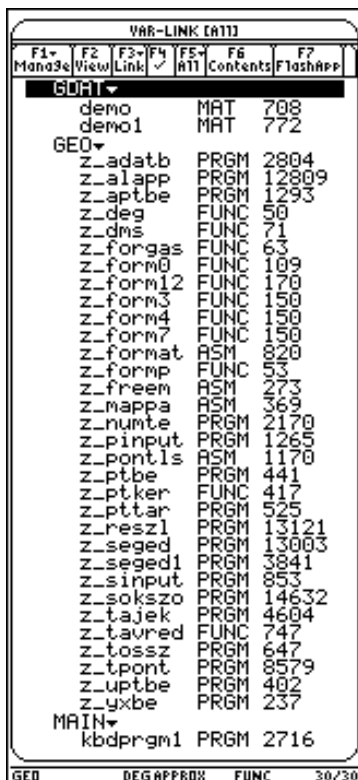 VAR-LINK [All]
F1▾ Manage F2 View F3▾ Link F4 ✓ F5▾ All F6 Contents F7 FlashApp
GDAT▾
demo MAT 708
demo1 MAT 772
GEO▾
z_adatb PRGM 2804
z_alapp PRGM 12809
z_aptbe PRGM 1293
z_deg FUNC 50
z_dms FUNC 71
z_forgas FUNC 63
z_form0 FUNC 109
z_form12 FUNC 170
z_form3 FUNC 150
z_form4 FUNC 150
z_form7 FUNC 150
z_format ASM 820
z_formp FUNC 53
z_freem ASM 273
z_mappa ASM 369
z_numte PRGM 2170
z_pinput PRGM 1265
z_pontls ASM 1170
z_ptbe PRGM 441
z_ptker FUNC 417
z_pttar PRGM 525
z_reszl PRGM 13121
z_seged PRGM 13003
z_seged1 PRGM 3841
z_sinput PRGM 853
z_sokszo PRGM 14632
z_tajek PRGM 4604
z_tavred FUNC 747
z_tossz PRGM 647
z_tpont PRGM 8579
z_uptbe PRGM 402
z_yxbe PRGM 237
MAIN▾
kbdprgm1 PRGM 2716
GEO DEG APPROX FUNC 30/30